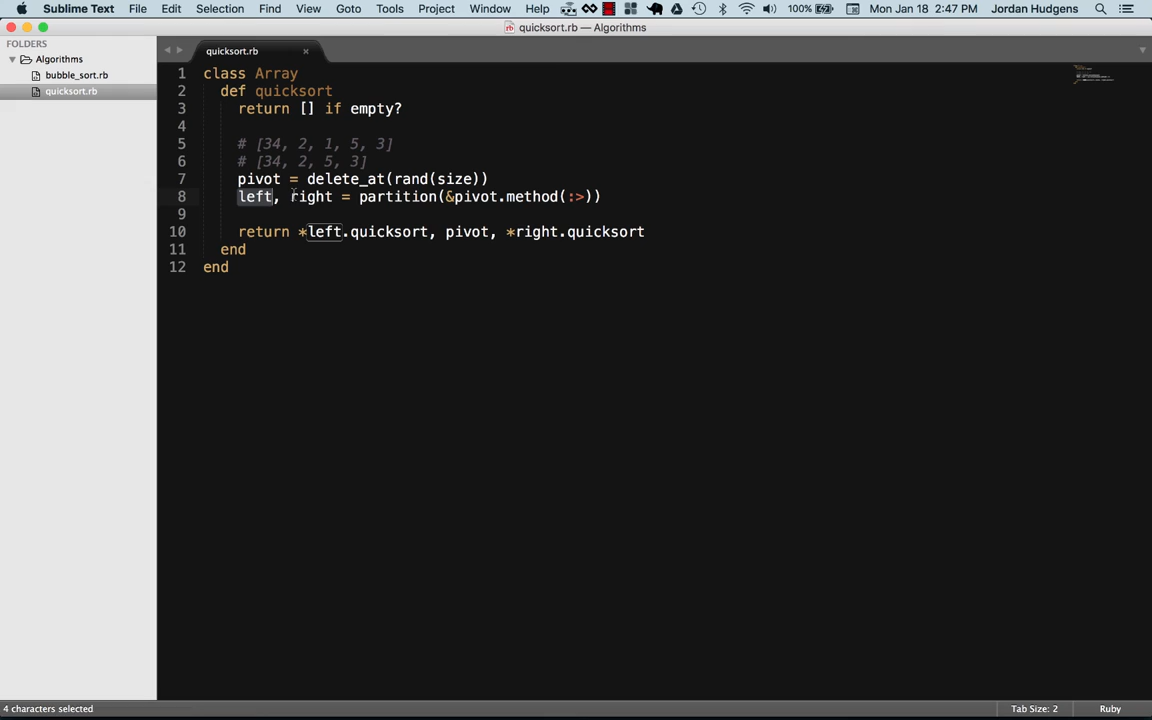 Sublime Text File Edit Selection Find View Goto Tools Project Window Help 100% Mon Jan 18 2:47 PM Jordan Hudgens
quicksort.rb — Algorithms
FOLDERS
Algorithms
bubble_sort.rb
quicksort.rb
quicksort.rb ×
1 class Array
2 def quicksort
3 return [] if empty?
4
5 # [34, 2, 1, 5, 3]
6 # [34, 2, 5, 3]
7 pivot = delete_at(rand(size))
8 left, right = partition(&pivot.method(:>))
9
10 return *left.quicksort, pivot, *right.quicksort
11 end
12 end
4 characters selected Tab Size: 2 Ruby